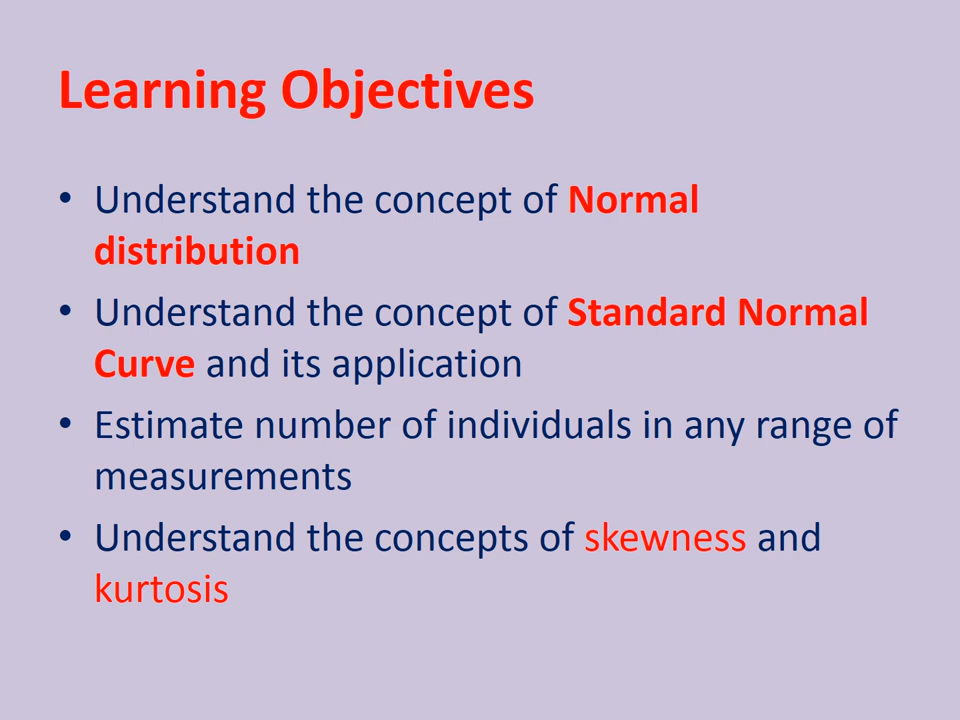 Learning Objectives
• Understand the concept of Normal
distribution
• Understand the concept of Standard Normal
Curve and its application
• Estimate number of individuals in any range of
measurements
• Understand the concepts of skewness and
kurtosis